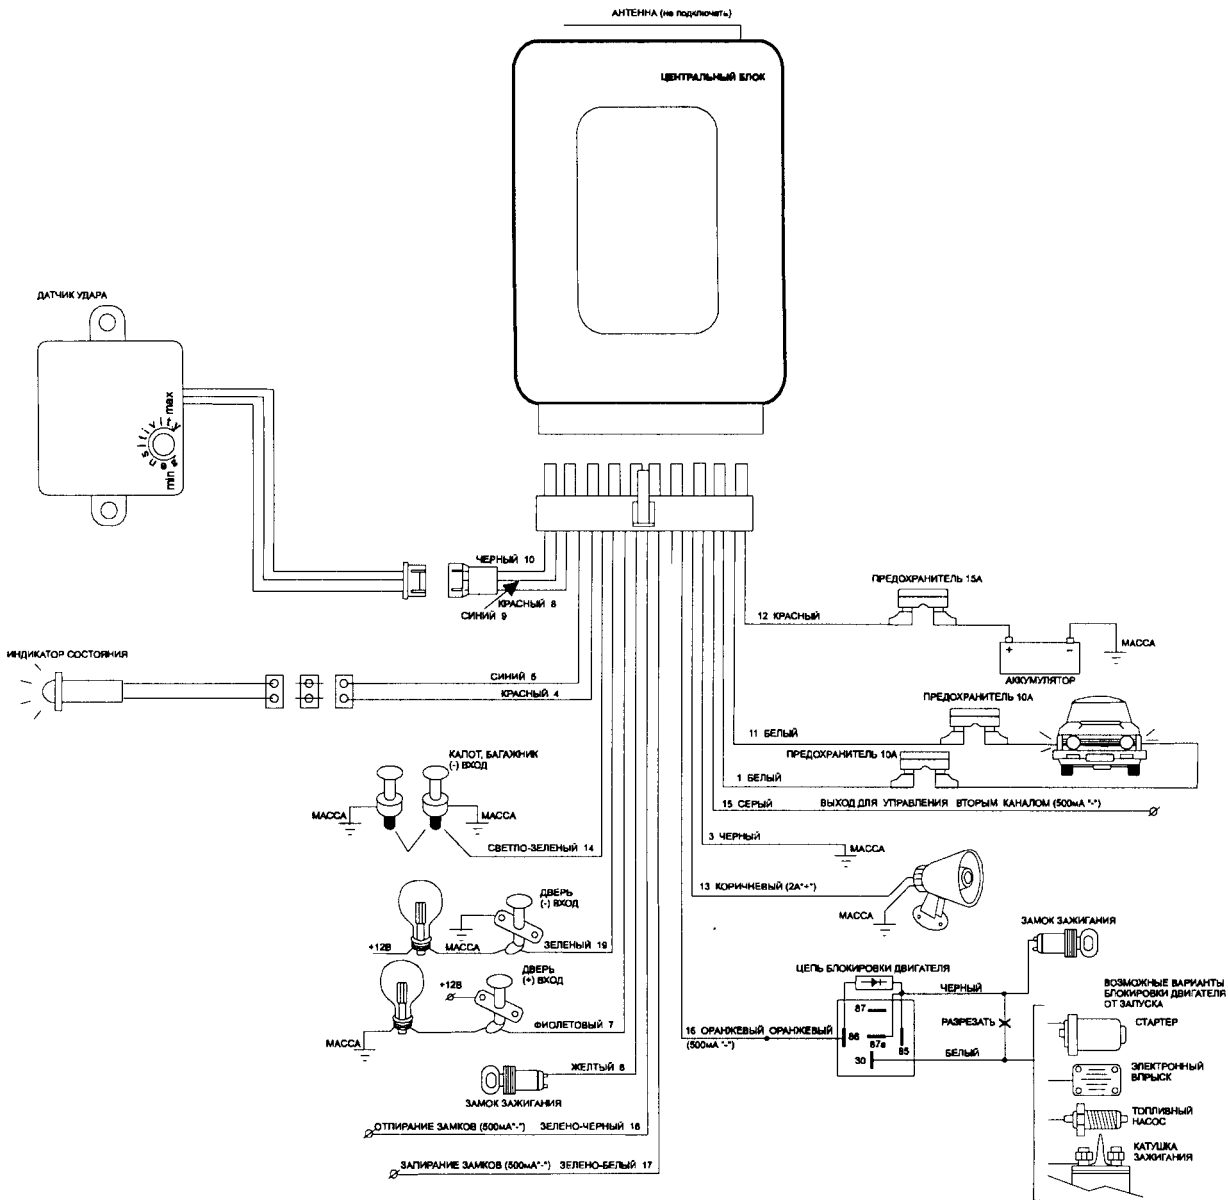 АНТЕННА (не подключать)
ЦЕНТРАЛЬНЫЙ БЛОК
ДАТЧИК УДАРА
min sensitivity max
ЧЕРНЫЙ 10
КРАСНЫЙ 8
СИНИЙ 9
ИНДИКАТОР СОСТОЯНИЯ
СИНИЙ 5
КРАСНЫЙ 4
КАПОТ, БАГАЖНИК
(-) ВХОД
МАССА
МАССА
СВЕТЛО-ЗЕЛЕНЫЙ 14
ДВЕРЬ
(-) ВХОД
+12В
МАССА
ЗЕЛЕНЫЙ 19
ДВЕРЬ
(+) ВХОД
+12В
МАССА
ФИОЛЕТОВЫЙ 7
ЖЕЛТЫЙ 6
ЗАМОК ЗАЖИГАНИЯ
ОТПИРАНИЕ ЗАМКОВ (500мА"-") ЗЕЛЕНО-ЧЕРНЫЙ 18
ЗАПИРАНИЕ ЗАМКОВ (500мА"-") ЗЕЛЕНО-БЕЛЫЙ 17
ПРЕДОХРАНИТЕЛЬ 15А
12 КРАСНЫЙ
+ -
МАССА
АККУМУЛЯТОР
ПРЕДОХРАНИТЕЛЬ 10А
11 БЕЛЫЙ
ПРЕДОХРАНИТЕЛЬ 10А
1 БЕЛЫЙ
15 СЕРЫЙ ВЫХОД ДЛЯ УПРАВЛЕНИЯ ВТОРЫМ КАНАЛОМ (500мА "-")
3 ЧЕРНЫЙ
МАССА
13 КОРИЧНЕВЫЙ (2А"+")
МАССА
ЗАМОК ЗАЖИГАНИЯ
ЦЕПЬ БЛОКИРОВКИ ДВИГАТЕЛЯ
ЧЕРНЫЙ
87
86
87а
85
30
16 ОРАНЖЕВЫЙ ОРАНЖЕВЫЙ
(500мА "-")
РАЗРЕЗАТЬ
БЕЛЫЙ
ВОЗМОЖНЫЕ ВАРИАНТЫ
БЛОКИРОВКИ ДВИГАТЕЛЯ
ОТ ЗАПУСКА
СТАРТЕР
ЭЛЕКТРОННЫЙ
ВПРЫСК
ТОПЛИВНЫЙ
НАСОС
КАТУШКА
ЗАЖИГАНИЯ